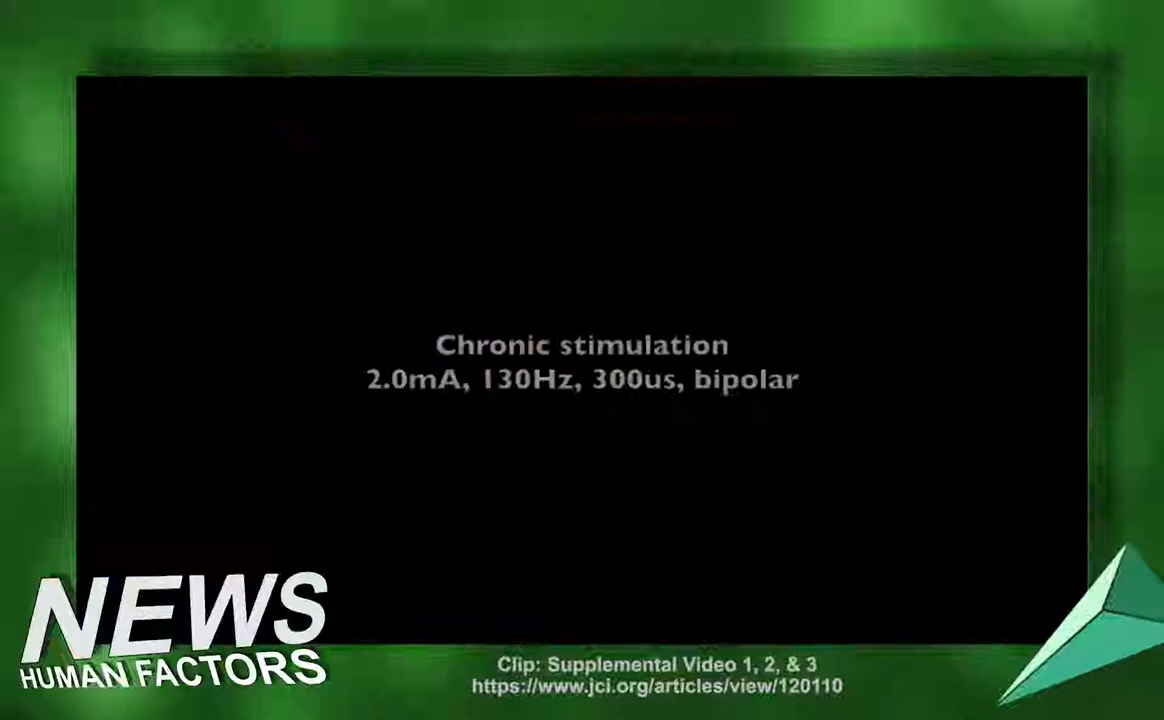 Chronic stimulation
2.0mA, 130Hz, 300us, bipolar
NEWS
HUMAN FACTORS
Clip: Supplemental Video 1, 2, & 3
https://www.jci.org/articles/view/120110